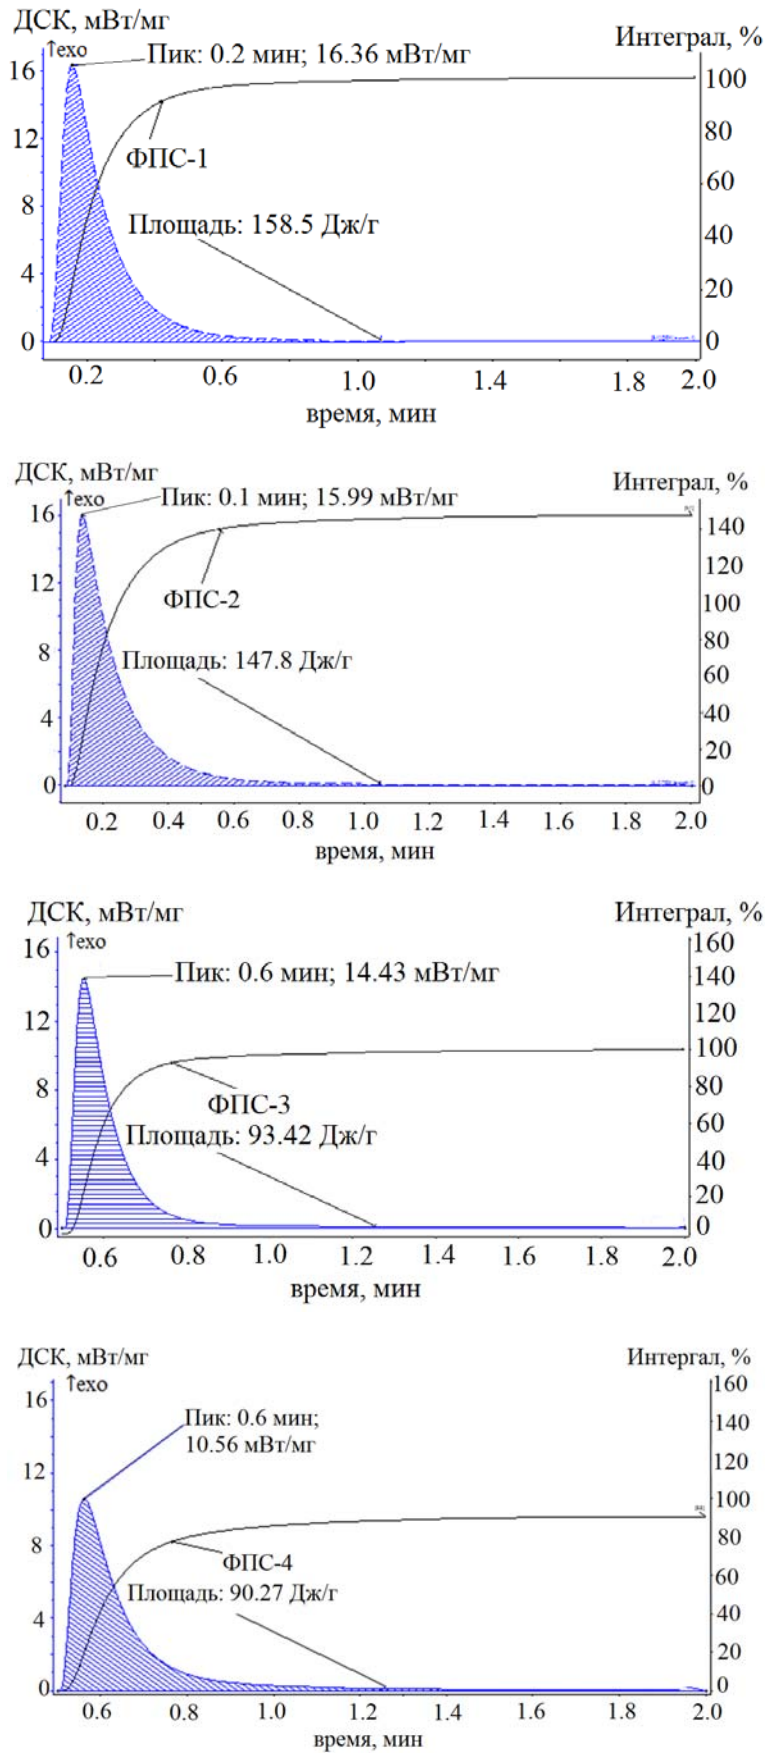 ДСК, мВт/мг
Интеграл, %
↑exo
Пик: 0.2 мин; 16.36 мВт/мг
16
12
8
4
0
100
80
60
40
20
0
ФПС-1
Площадь: 158.5 Дж/г
0.2 0.6 1.0 1.4 1.8 2.0
время, мин
ДСК, мВт/мг
Интеграл, %
↑exo
Пик: 0.1 мин; 15.99 мВт/мг
16
12
8
4
0
140
120
100
80
60
40
20
0
ФПС-2
Площадь: 147.8 Дж/г
0.2 0.4 0.6 0.8 1.0 1.2 1.4 1.6 1.8 2.0
время, мин
ДСК, мВт/мг
Интеграл, %
↑exo
Пик: 0.6 мин; 14.43 мВт/мг
16
12
8
4
0
160
140
120
100
80
60
40
20
0
ФПС-3
Площадь: 93.42 Дж/г
0.6 0.8 1.0 1.2 1.4 1.6 1.8 2.0
время, мин
ДСК, мВт/мг
Интергал, %
↑exo
Пик: 0.6 мин;
10.56 мВт/мг
16
12
8
4
0
160
140
120
100
80
60
40
20
0
ФПС-4
Площадь: 90.27 Дж/г
0.6 0.8 1.0 1.2 1.4 1.6 1.8 2.0
время, мин